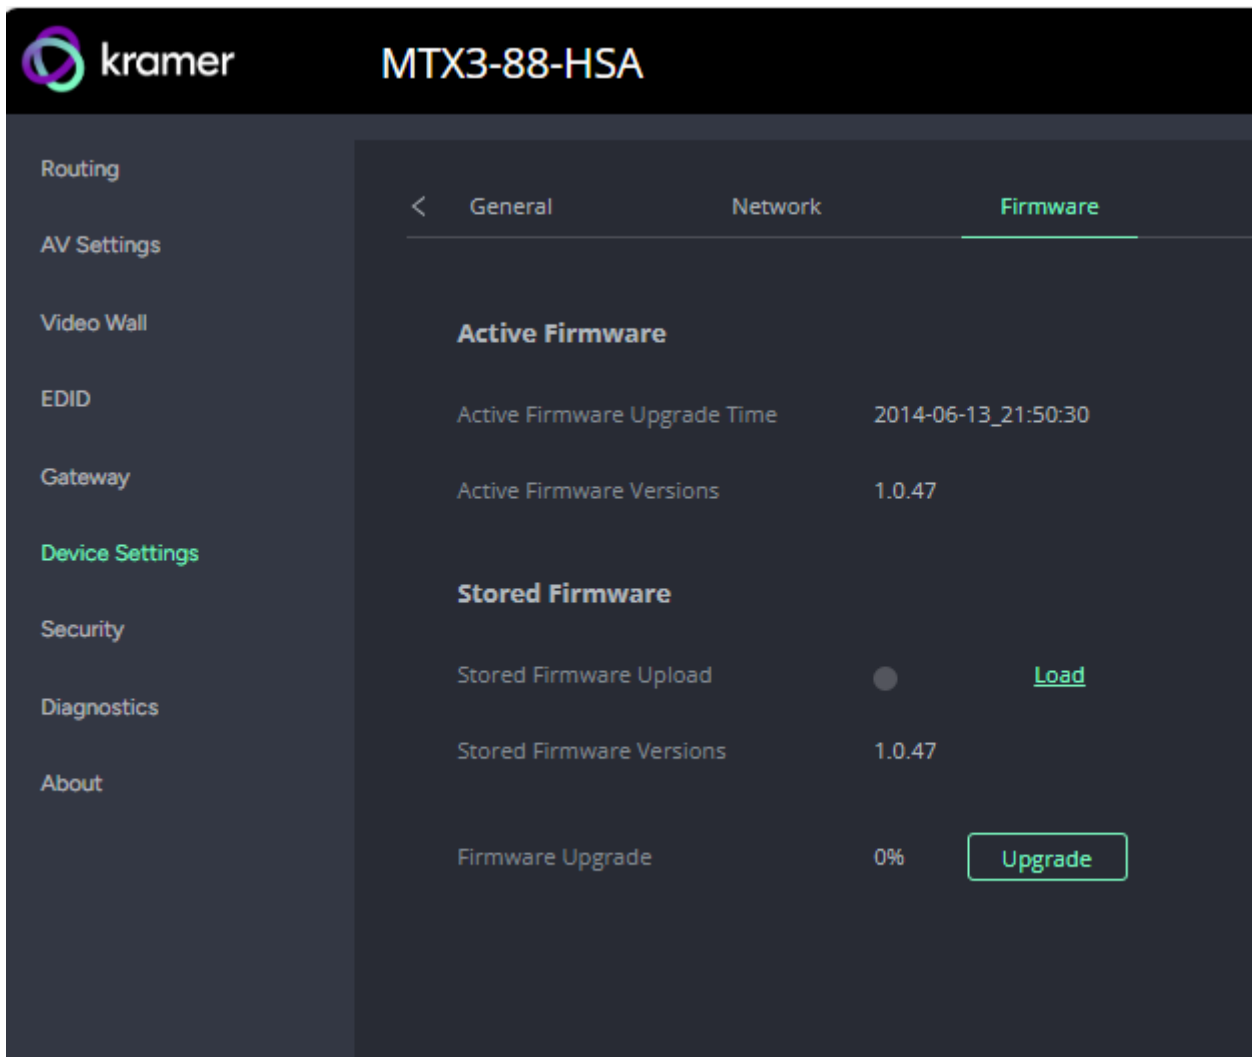 kramer
MTX3-88-HSA
Routing
AV Settings
Video Wall
EDID
Gateway
Device Settings
Security
Diagnostics
About
< General Network Firmware
Active Firmware
Active Firmware Upgrade Time 2014-06-13_21:50:30
Active Firmware Versions 1.0.47
Stored Firmware
Stored Firmware Upload Load
Stored Firmware Versions 1.0.47
Firmware Upgrade 0% Upgrade